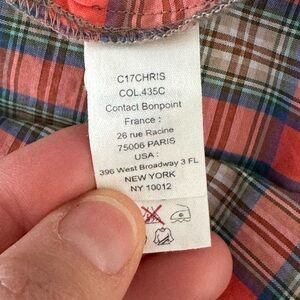 C17CHRIS
COL.435C
Contact Bonpoint
France :
26 rue Racine
75006 PARIS
USA :
396 West Broadway 3 FL
NEW YORK
NY 10012